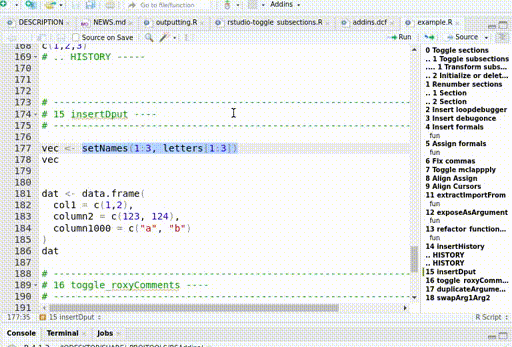 Go to file/function
Addins
DESCRIPTION
NEWS.md
outputting.R
rstudio-toggle_subsections.R
addins.dcf
example.R
Source on Save
Run
Source
168 c(1,2,3)
169 # .. HISTORY -----
170
171
172
173 # ----------------------------------------------------------
174 # 15 insertDput ----
175 # ----------------------------------------------------------
176
177 vec <- setNames(1:3, letters[1:3])
178 vec
179
180
181 dat <- data.frame(
182 col1 = c(1,2),
183 column2 = c(123, 124),
184 column1000 = c("a", "b")
185 )
186 dat
187
188 # ----------------------------------------------------------
189 # 16 toggle_roxyComments ----
190 # ----------------------------------------------------------
191
0 Toggle sections
.. 1 Toggle subsections
.... 1 Transform subs...
.. 2 Initialize or delet...
1 Renumber sections
.. 1 Section
.. 2 Section
2 Insert loopdebugger
3 Insert debugonce
4 Insert formals
fun
5 Assign formals
fun
6 Fix commas
7 Toggle mclappply
8 Align Assign
9 Align Cursors
11 extractImportFrom
12 exposeAsArgument
fun
13 refactor function...
fun
14 insertHistory
.. HISTORY
.. HISTORY
15 insertDput
16 toggle_roxyComm...
17 duplicateArgume...
18 swapArg1Arg2
177:35
15 insertDput
R Script
Console
Terminal
Jobs